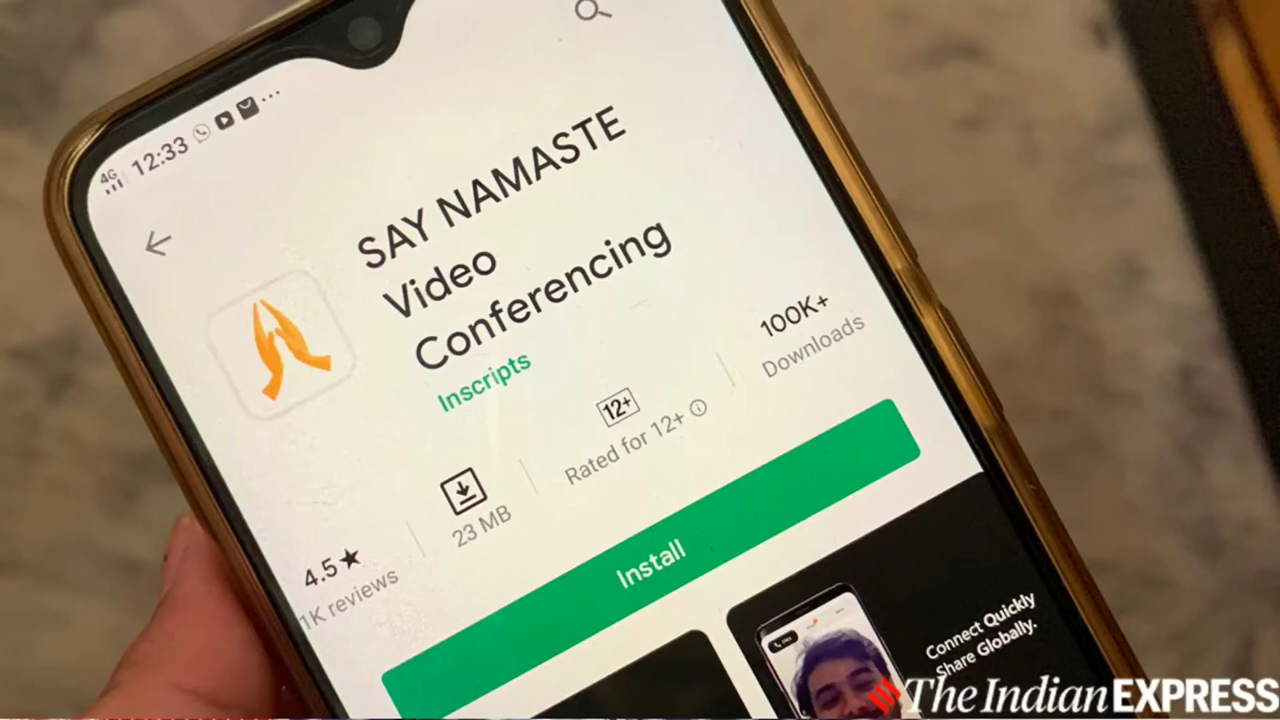 4G 12:33
SAY NAMASTE
Video
Conferencing
Inscripts
4.5★
1K reviews
23 MB
12+
Rated for 12+
100K+
Downloads
Install
Connect Quickly
Share Globally.
The Indian EXPRESS